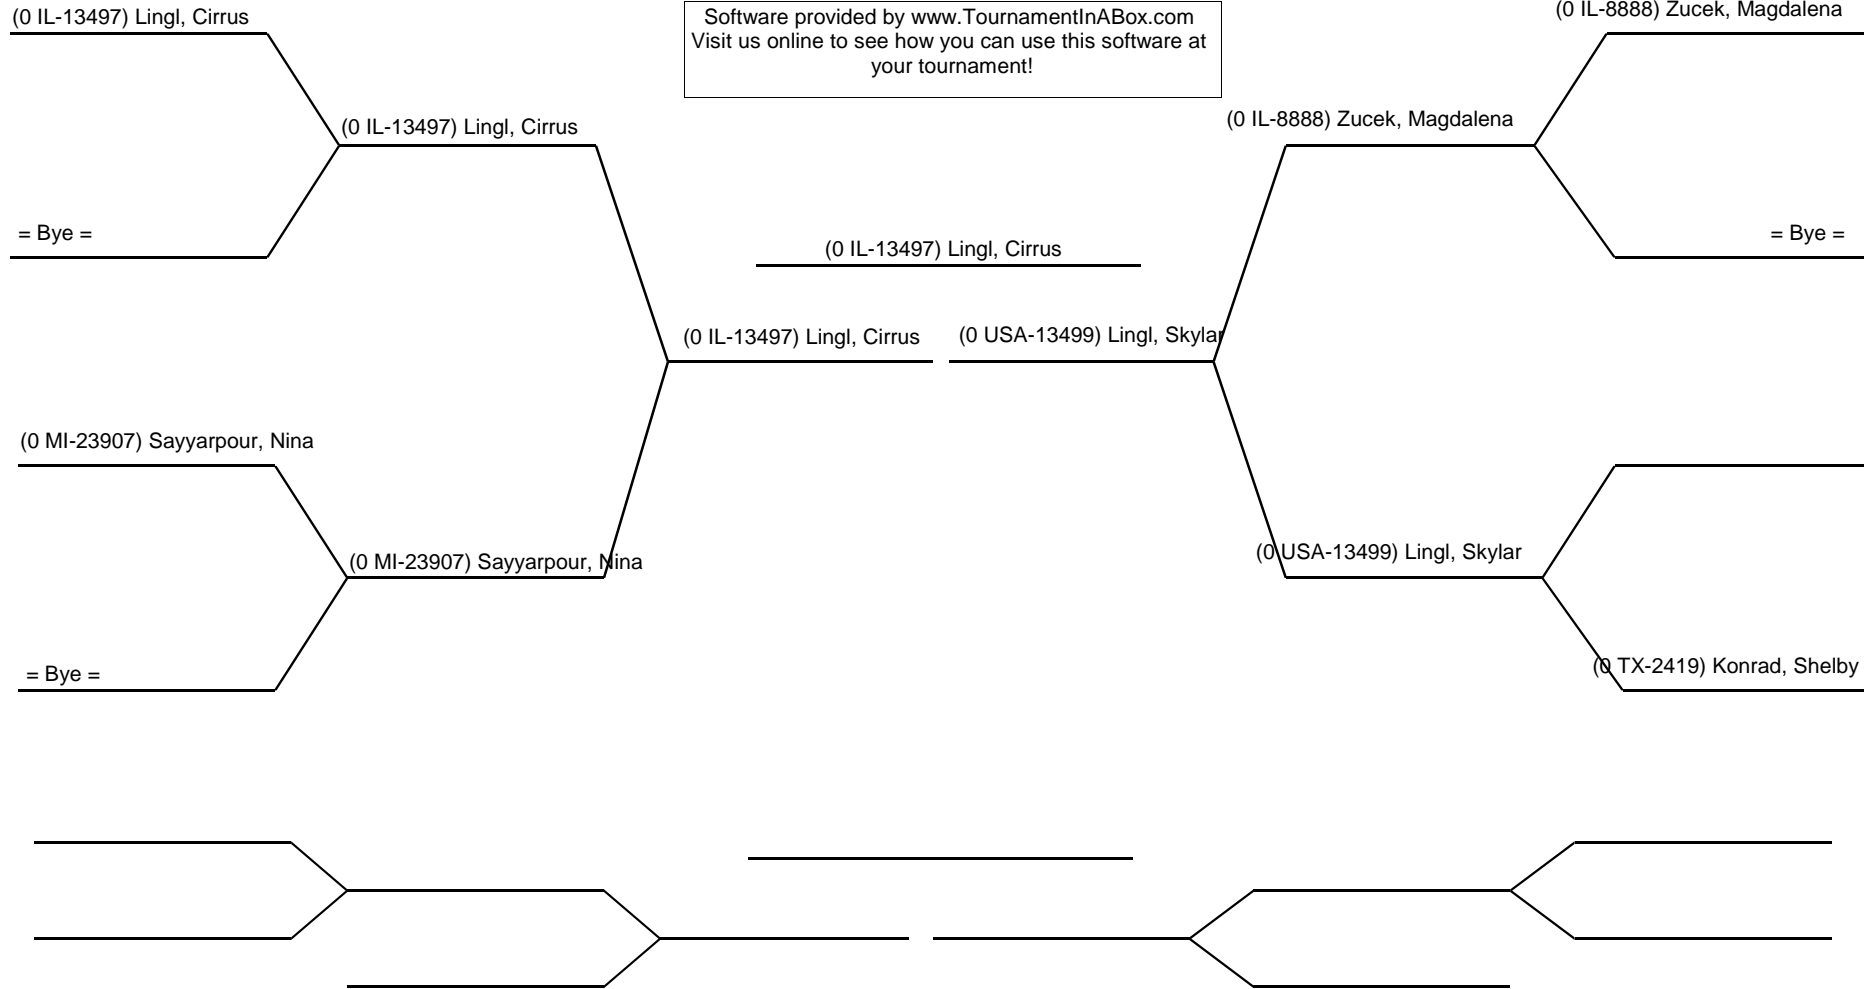 (0 IL-13497) Lingl, Cirrus
Software provided by www.TournamentInABox.com
Visit us online to see how you can use this software at
your tournament!
(0 IL-8888) Zucek, Magdalena
(0 IL-13497) Lingl, Cirrus
(0 IL-8888) Zucek, Magdalena
= Bye =
(0 IL-13497) Lingl, Cirrus
= Bye =
(0 IL-13497) Lingl, Cirrus
(0 USA-13499) Lingl, Skylar
(0 MI-23907) Sayyarpour, Nina
(0 MI-23907) Sayyarpour, Nina
(0 USA-13499) Lingl, Skylar
= Bye =
(0 TX-2419) Konrad, Shelby